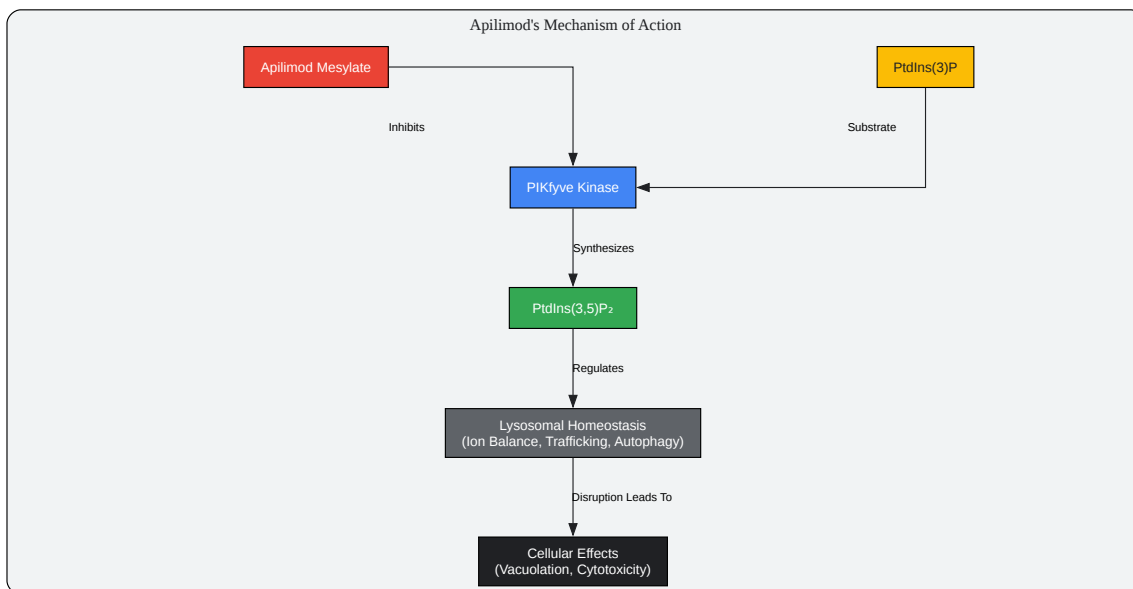 Apilimod's Mechanism of Action
Apilimod Mesylate
PtdIns(3)P
Inhibits
Substrate
PIKfyve Kinase
Synthesizes
PtdIns(3,5)P₂
Regulates
Lysosomal Homeostasis
(Ion Balance, Trafficking, Autophagy)
Disruption Leads To
Cellular Effects
(Vacuolation, Cytotoxicity)